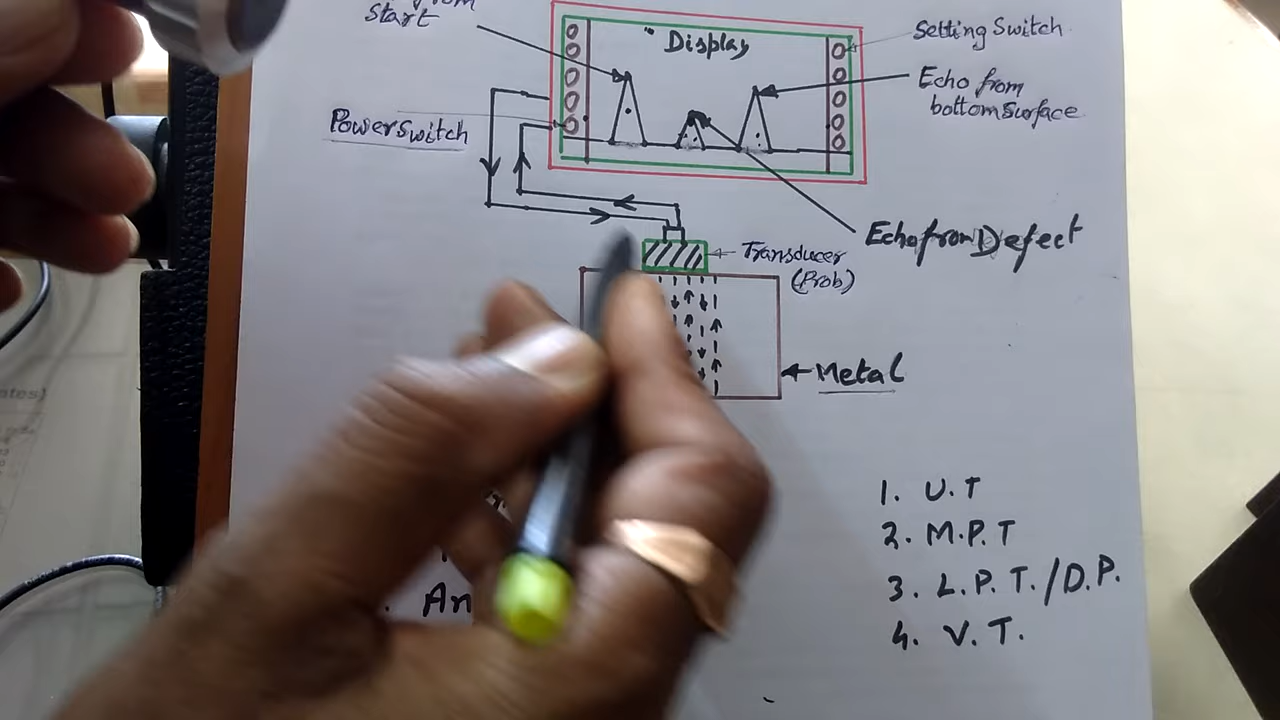 start
Display
Setting Switch
Echo from
bottom Surface
Power switch
Echo from Defect
Transducer
(Prob)
Metal
1. U.T
2. M.P.T
3. L.P.T./D.P.
4. V.T.
An